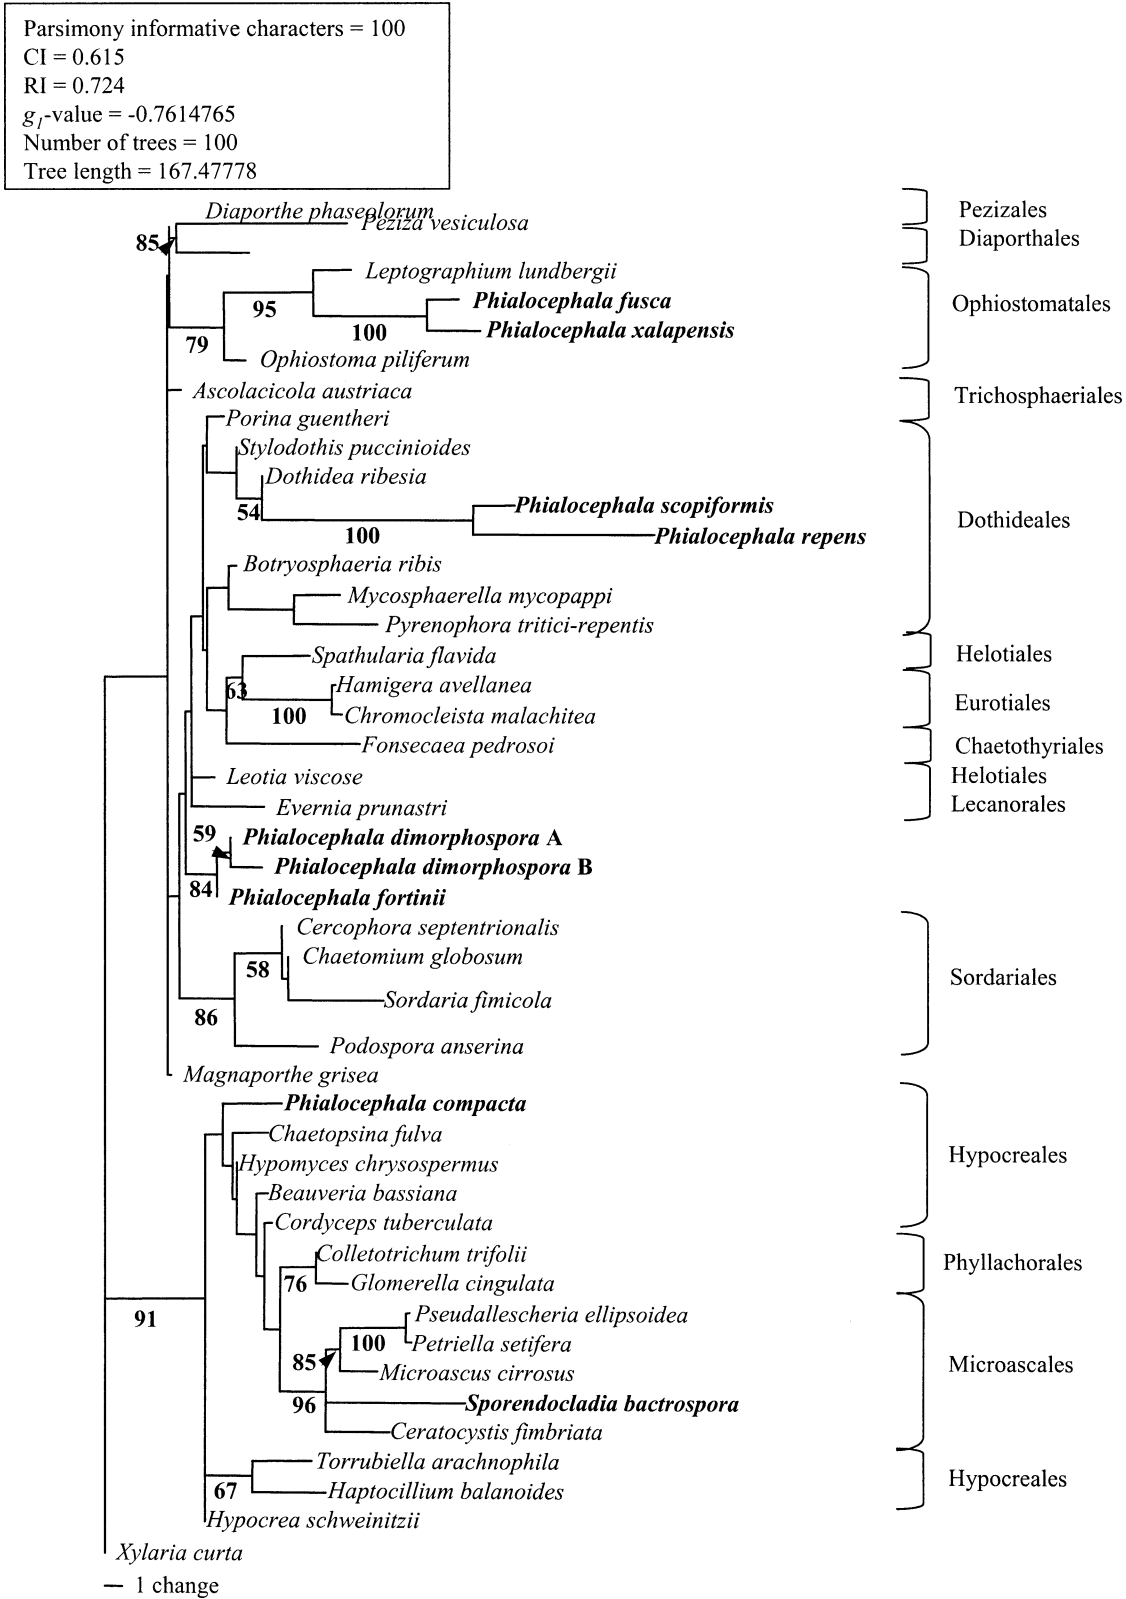 Parsimony informative characters = 100
CI = 0.615
RI = 0.724
g1-value = -0.7614765
Number of trees = 100
Tree length = 167.47778
Diaporthe phaseolorum
Pezizales
Peziza vesiculosa
85
Diaporthales
Leptographium lundbergii
Phialocephala fusca
95
Ophiostomatales
100
Phialocephala xalapensis
79
Ophiostoma piliferum
Ascolacicola austriaca
Trichosphaeriales
Porina guentheri
Stylodothis puccinioides
Dothidea ribesia
Phialocephala scopiformis
54
Dothideales
100
Phialocephala repens
Botryosphaeria ribis
Mycosphaerella mycopappi
Pyrenophora tritici-repentis
Spathularia flavida
Helotiales
63
Hamigera avellanea
Eurotiales
100
Chromocleista malachitea
Fonsecaea pedrosoi
Chaetothyriales
Leotia viscose
Helotiales
Evernia prunastri
Lecanorales
59
Phialocephala dimorphospora A
Phialocephala dimorphospora B
84
Phialocephala fortinii
Cercophora septentrionalis
Chaetomium globosum
58
Sordariales
Sordaria fimicola
86
Podospora anserina
Magnaporthe grisea
Phialocephala compacta
Chaetopsina fulva
Hypocreales
Hypomyces chrysospermus
Beauveria bassiana
Cordyceps tuberculata
Colletotrichum trifolii
Phyllachorales
76
Glomerella cingulata
Pseudallescheria ellipsoidea
91
100
Petriella setifera
85
Microascales
Microascus cirrosus
96
Sporendocladia bactrospora
Ceratocystis fimbriata
Torrubiella arachnophila
Hypocreales
67
Haptocillium balanoides
Hypocrea schweinitzii
Xylaria curta
1 change